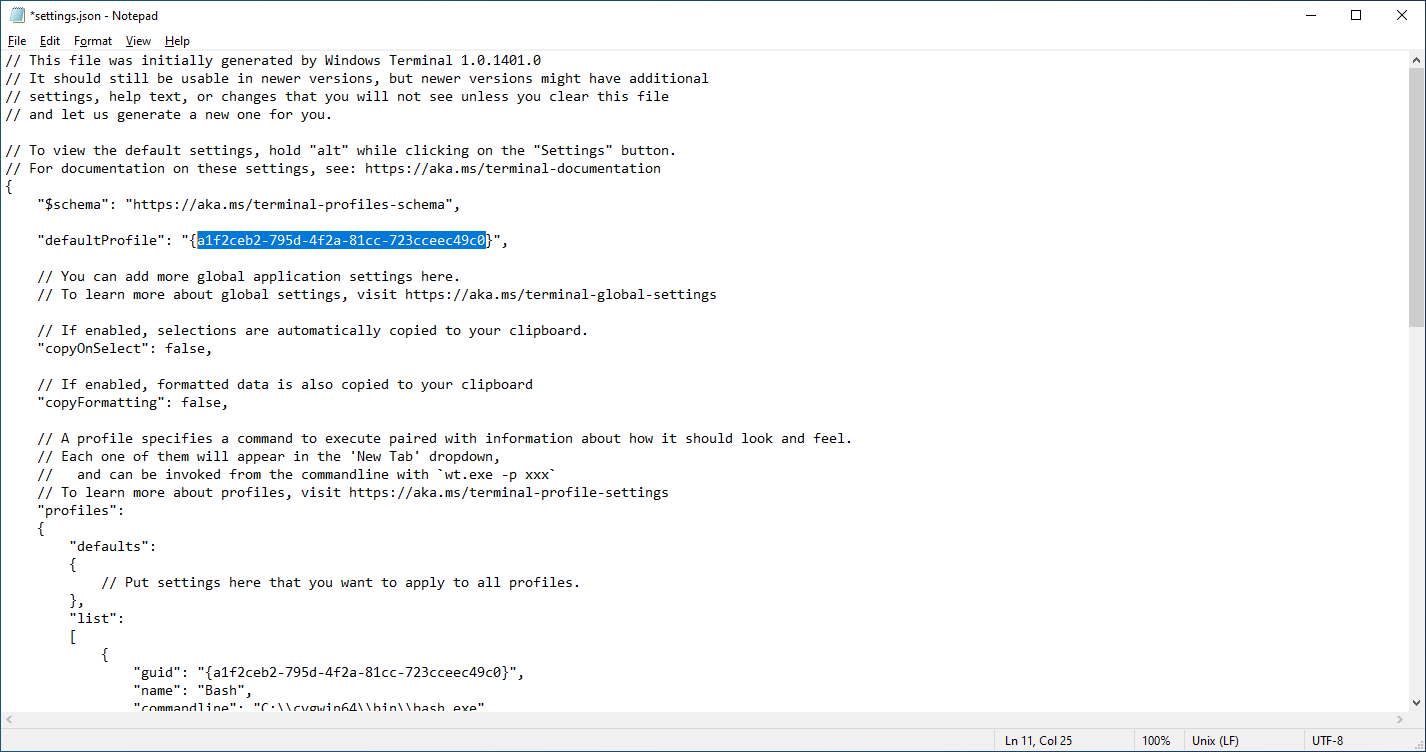 *settings.json - Notepad
File Edit Format View Help
// This file was initially generated by Windows Terminal 1.0.1401.0
// It should still be usable in newer versions, but newer versions might have additional
// settings, help text, or changes that you will not see unless you clear this file
// and let us generate a new one for you.
// To view the default settings, hold "alt" while clicking on the "Settings" button.
// For documentation on these settings, see: https://aka.ms/terminal-documentation
{
"$schema": "https://aka.ms/terminal-profiles-schema",
"defaultProfile": "{a1f2ceb2-795d-4f2a-81cc-723cceec49c0}",
// You can add more global application settings here.
// To learn more about global settings, visit https://aka.ms/terminal-global-settings
// If enabled, selections are automatically copied to your clipboard.
"copyOnSelect": false,
// If enabled, formatted data is also copied to your clipboard
"copyFormatting": false,
// A profile specifies a command to execute paired with information about how it should look and feel.
// Each one of them will appear in the 'New Tab' dropdown,
//   and can be invoked from the commandline with `wt.exe -p xxx`
// To learn more about profiles, visit https://aka.ms/terminal-profile-settings
"profiles":
{
"defaults":
{
// Put settings here that you want to apply to all profiles.
},
"list":
[
{
"guid": "{a1f2ceb2-795d-4f2a-81cc-723cceec49c0}",
"name": "Bash",
"commandline": "C:\\cygwin64\\bin\\bash.exe"
Ln 11, Col 25 100% Unix (LF) UTF-8